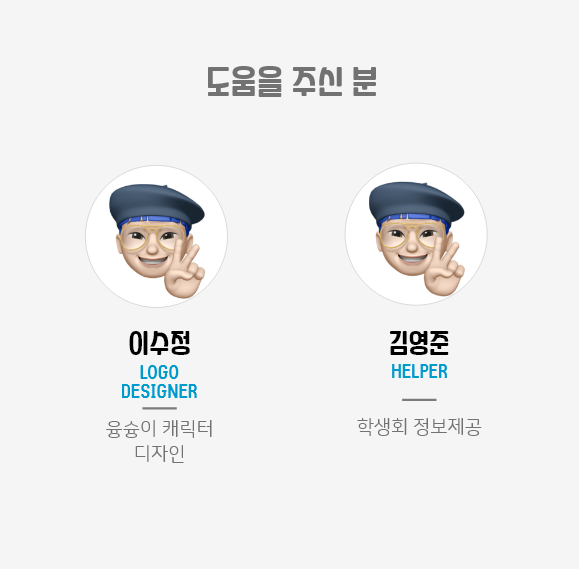 도움을 주신 분
이수정
LOGO
DESIGNER
융슝이 캐릭터
디자인
김영준
HELPER
학생회 정보제공